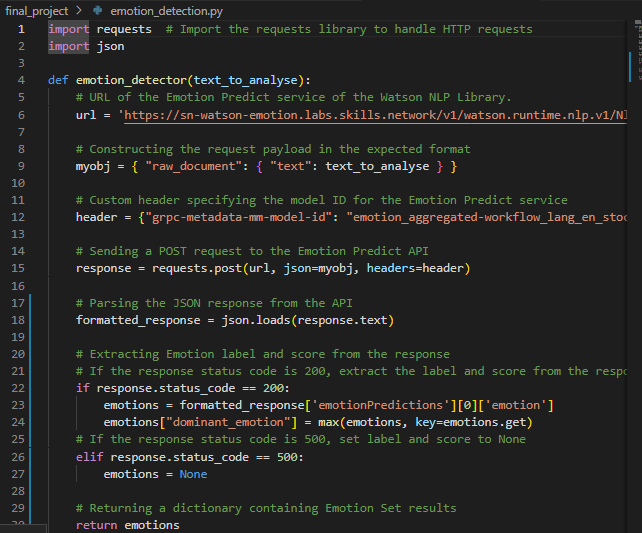 final_project > emotion_detection.py
1 import requests  # Import the requests library to handle HTTP requests
2 import json
3
4 def emotion_detector(text_to_analyse):
5     # URL of the Emotion Predict service of the Watson NLP Library.
6     url = 'https://sn-watson-emotion.labs.skills.network/v1/watson.runtime.nlp.v1/Nl
7
8     # Constructing the request payload in the expected format
9     myobj = { "raw_document": { "text": text_to_analyse } }
10
11     # Custom header specifying the model ID for the Emotion Predict service
12     header = {"grpc-metadata-mm-model-id": "emotion_aggregated-workflow_lang_en_stoc
13
14     # Sending a POST request to the Emotion Predict API
15     response = requests.post(url, json=myobj, headers=header)
16
17     # Parsing the JSON response from the API
18     formatted_response = json.loads(response.text)
19
20     # Extracting Emotion label and score from the response
21     # If the response status code is 200, extract the label and score from the respo
22     if response.status_code == 200:
23         emotions = formatted_response['emotionPredictions'][0]['emotion']
24         emotions["dominant_emotion"] = max(emotions, key=emotions.get)
25     # If the response status code is 500, set label and score to None
26     elif response.status_code == 500:
27         emotions = None
28
29     # Returning a dictionary containing Emotion Set results
30     return emotions